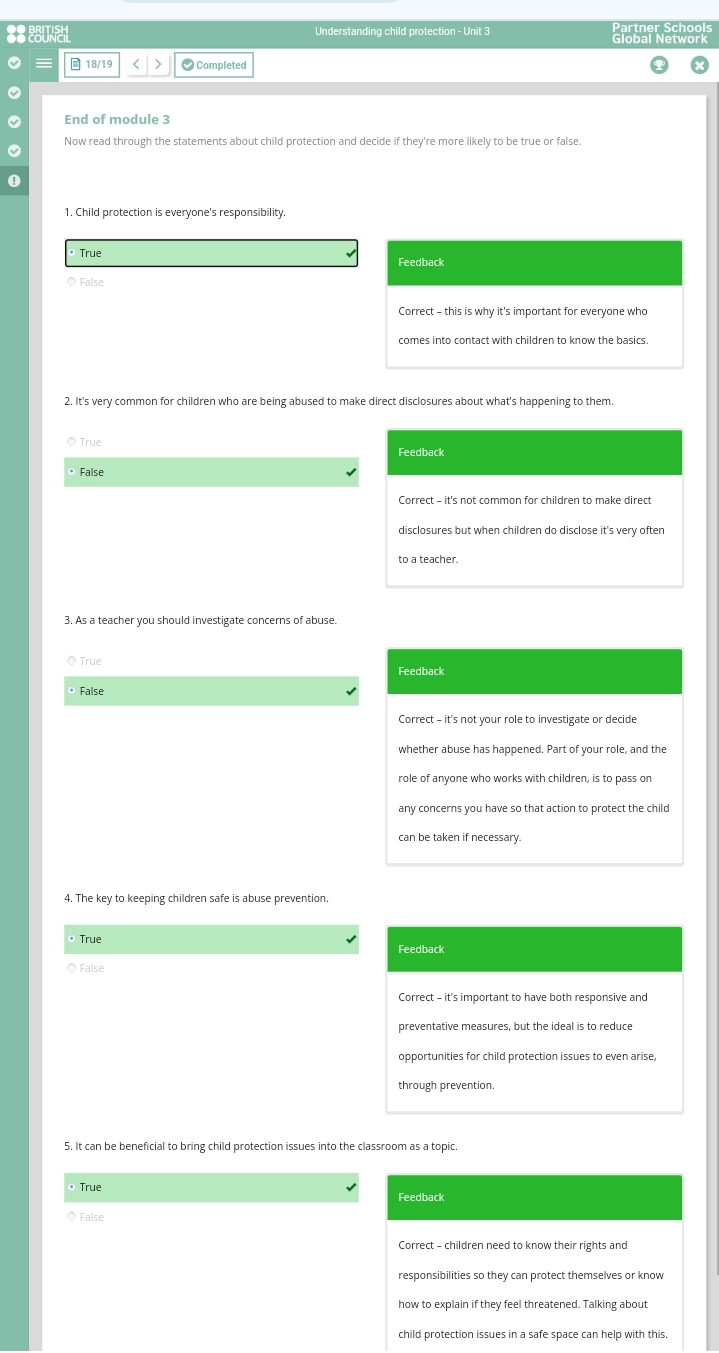 BRITISH
COUNCIL
Understanding child protection - Unit 3
Partner Schools
Global Network
18/19
Completed
End of module 3
Now read through the statements about child protection and decide if they're more likely to be true or false.
1. Child protection is everyone's responsibility.
True
False
Feedback
Correct – this is why it's important for everyone who
comes into contact with children to know the basics.
2. It's very common for children who are being abused to make direct disclosures about what's happening to them.
True
False
Feedback
Correct – it's not common for children to make direct
disclosures but when children do disclose it's very often
to a teacher.
3. As a teacher you should investigate concerns of abuse.
True
False
Feedback
Correct – it's not your role to investigate or decide
whether abuse has happened. Part of your role, and the
role of anyone who works with children, is to pass on
any concerns you have so that action to protect the child
can be taken if necessary.
4. The key to keeping children safe is abuse prevention.
True
False
Feedback
Correct – it's important to have both responsive and
preventative measures, but the ideal is to reduce
opportunities for child protection issues to even arise,
through prevention.
5. It can be beneficial to bring child protection issues into the classroom as a topic.
True
False
Feedback
Correct – children need to know their rights and
responsibilities so they can protect themselves or know
how to explain if they feel threatened. Talking about
child protection issues in a safe space can help with this.